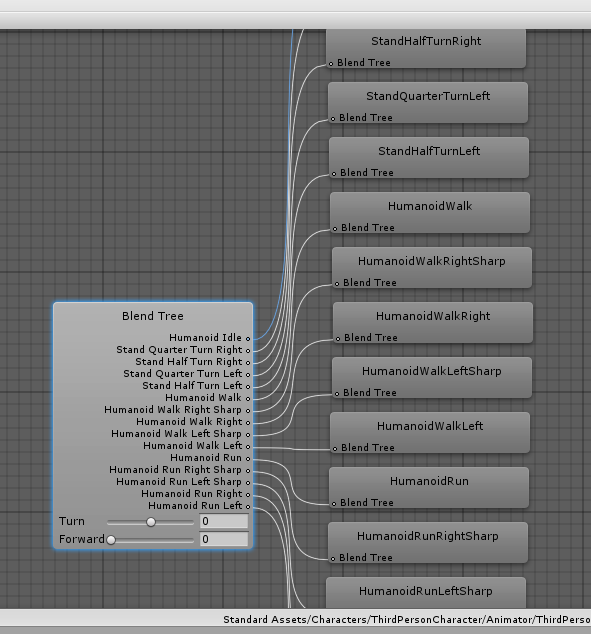 StandHalfTurnRight
Blend Tree
StandQuarterTurnLeft
Blend Tree
StandHalfTurnLeft
Blend Tree
HumanoidWalk
Blend Tree
HumanoidWalkRightSharp
Blend Tree
HumanoidWalkRight
Blend Tree
HumanoidWalkLeftSharp
Blend Tree
HumanoidWalkLeft
Blend Tree
HumanoidRun
Blend Tree
HumanoidRunRightSharp
Blend Tree
HumanoidRunLeftSharp
Blend Tree
Humanoid Idle
Stand Quarter Turn Right
Stand Half Turn Right
Stand Quarter Turn Left
Stand Half Turn Left
Humanoid Walk
Humanoid Walk Right Sharp
Humanoid Walk Right
Humanoid Walk Left Sharp
Humanoid Walk Left
Humanoid Run
Humanoid Run Right Sharp
Humanoid Run Left Sharp
Humanoid Run Right
Humanoid Run Left
Turn 0
Forward 0
Standard Assets/Characters/ThirdPersonCharacter/Animator/ThirdPerso